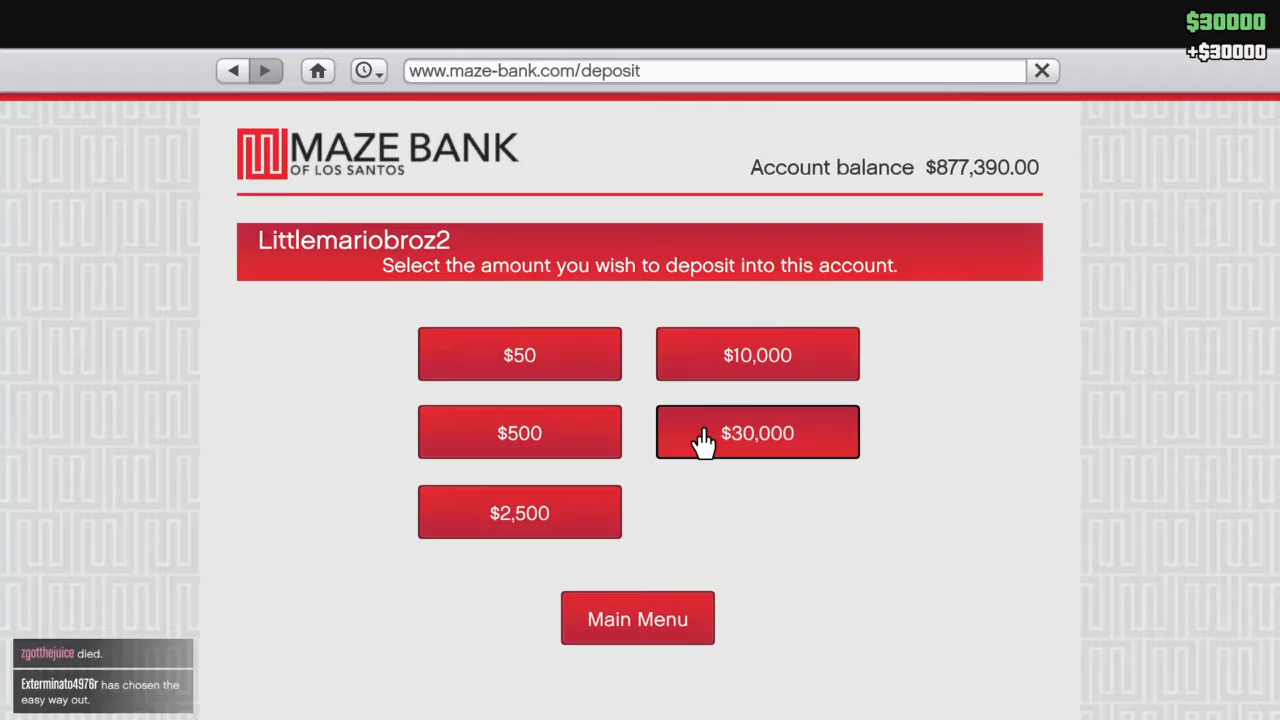 $30000
+$30000
www.maze-bank.com/deposit
MAZE BANK
OF LOS SANTOS
Account balance $877,390.00
Littlemariobroz2
Select the amount you wish to deposit into this account.
$50
$10,000
$500
$30,000
$2,500
Main Menu
zgotthejuice died.
Exterminato4976r has chosen the
easy way out.